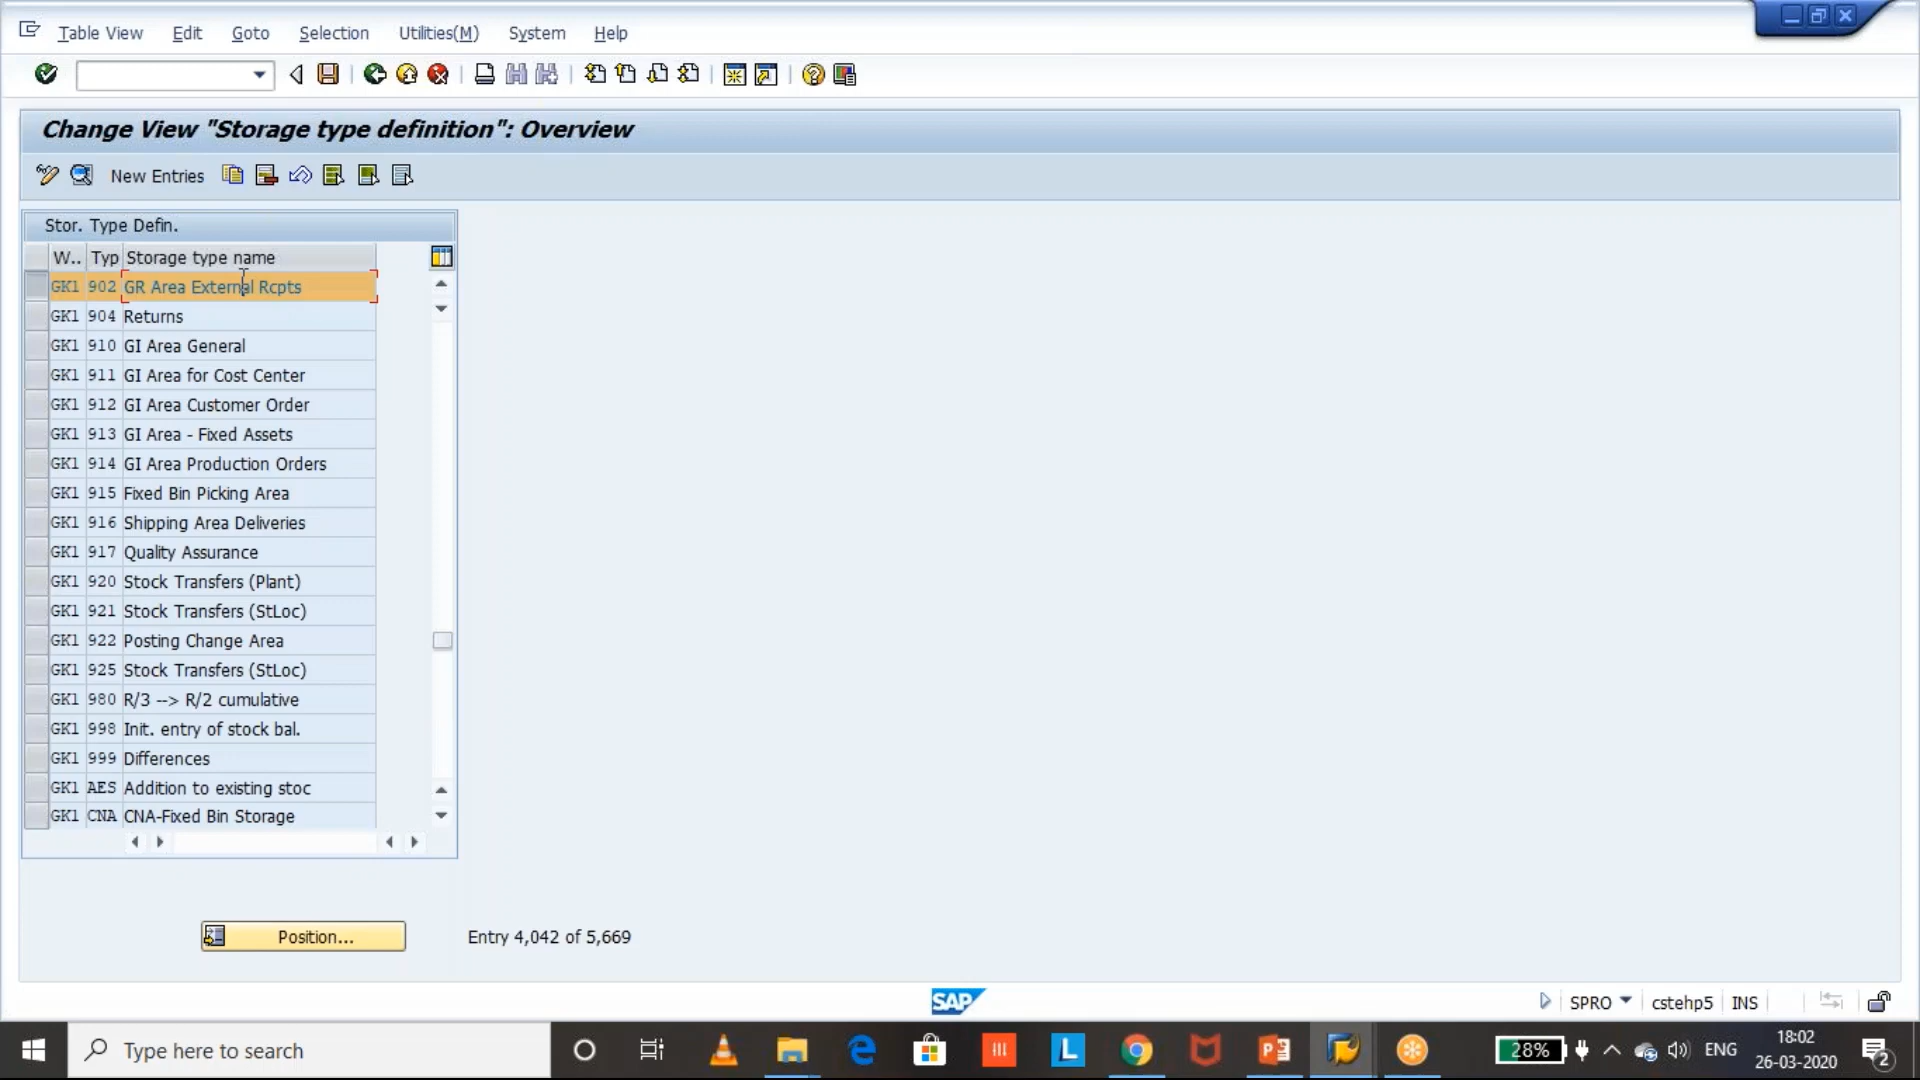 Table View Edit Goto Selection Utilities(M) System Help
Change View "Storage type definition": Overview
New Entries
Stor. Type Defin.
W.. Typ Storage type name
GK1 902 GR Area External Rcpts
GK1 904 Returns
GK1 910 GI Area General
GK1 911 GI Area for Cost Center
GK1 912 GI Area Customer Order
GK1 913 GI Area - Fixed Assets
GK1 914 GI Area Production Orders
GK1 915 Fixed Bin Picking Area
GK1 916 Shipping Area Deliveries
GK1 917 Quality Assurance
GK1 920 Stock Transfers (Plant)
GK1 921 Stock Transfers (StLoc)
GK1 922 Posting Change Area
GK1 925 Stock Transfers (StLoc)
GK1 980 R/3 --> R/2 cumulative
GK1 998 Init. entry of stock bal.
GK1 999 Differences
GK1 AES Addition to existing stoc
GK1 CNA CNA-Fixed Bin Storage
Position... Entry 4,042 of 5,669
SAP SPRO cstehp5 INS
Type here to search L P 28% ENG 18:02
26-03-2020 2